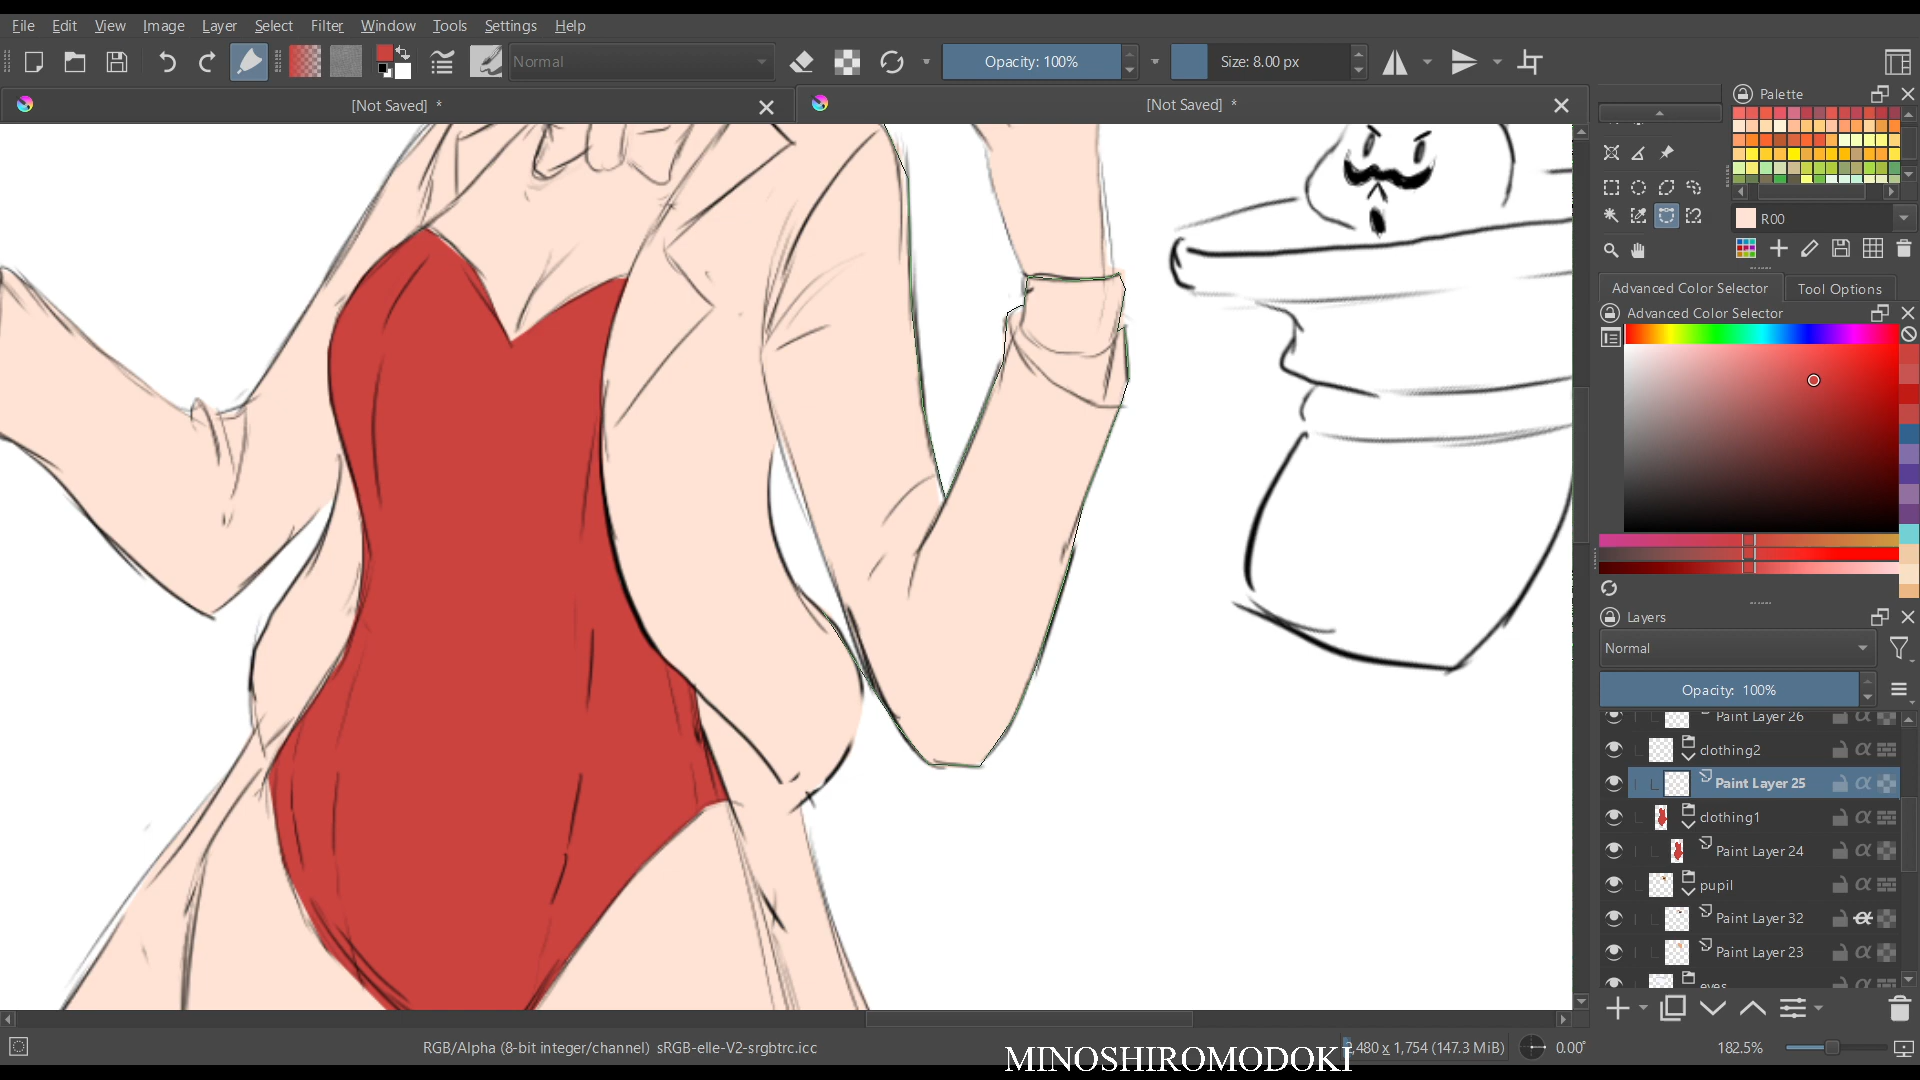 File Edit View Image Layer Select Filter Window Tools Settings Help
Normal Opacity: 100% Size: 8.00 px
[Not Saved] * [Not Saved] *
Palette
R00
Advanced Color Selector Tool Options
Advanced Color Selector
Layers
Normal
Opacity: 100%
Paint Layer 26
clothing2
Paint Layer 25
clothing1
Paint Layer 24
pupil
Paint Layer 32
Paint Layer 23
eyes
RGB/Alpha (8-bit integer/channel) sRGB-elle-V2-srgbtrc.icc
MINOSHIROMODOKI
2,480 x 1,754 (147.3 MiB) 0.00° 182.5%